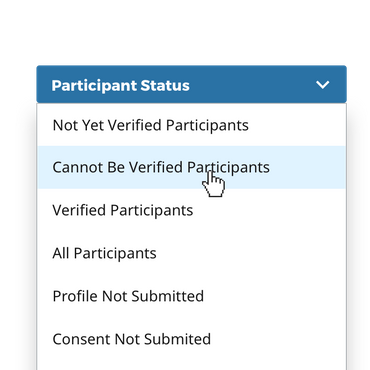 Participant Status
Not Yet Verified Participants
Cannot Be Verified Participants
Verified Participants
All Participants
Profile Not Submitted
Consent Not Submited